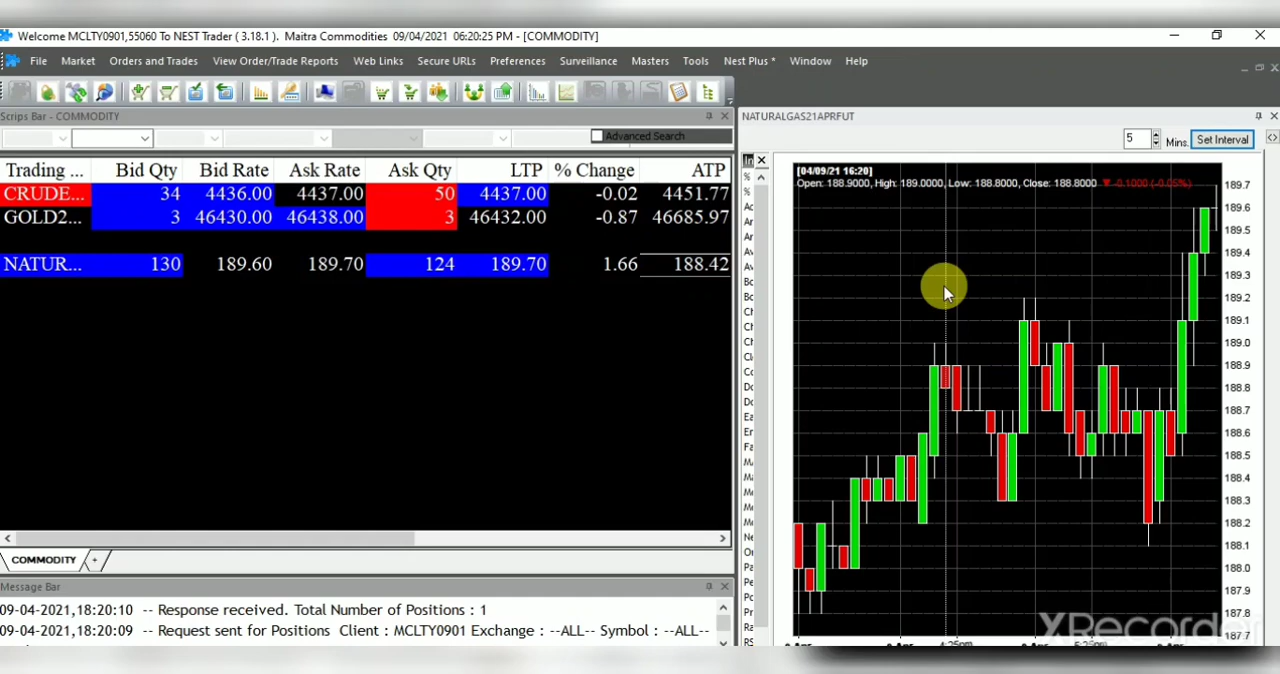 Welcome MCLTY0901,55060 To NEST Trader ( 3.18.1 ). Maitra Commodities 09/04/2021 06:20:25 PM - [COMMODITY]
File Market Orders and Trades View Order/Trade Reports Web Links Secure URLs Preferences Surveillance Masters Tools Nest Plus * Window Help
Scrips Bar - COMMODITY
Advanced Search
Trading ... Bid Qty Bid Rate Ask Rate Ask Qty LTP % Change ATP
CRUDE... 34 4436.00 4437.00 50 4437.00 -0.02 4451.77
GOLD2... 3 46430.00 46438.00 3 46432.00 -0.87 46685.97
NATUR... 130 189.60 189.70 124 189.70 1.66 188.42
COMMODITY +
Message Bar
09-04-2021,18:20:10 -- Response received. Total Number of Positions : 1
09-04-2021,18:20:09 -- Request sent for Positions Client : MCLTY0901 Exchange : --ALL-- Symbol : --ALL--
NATURALGAS21APRFUT
5 Mins. Set Interval
[04/09/21 16:20]
Open: 188.9000, High: 189.0000, Low: 188.8000, Close: 188.8000 -0.1000 (-0.05%)
189.7
189.6
189.5
189.4
189.3
189.2
189.1
189.0
188.9
188.8
188.7
188.6
188.5
188.4
188.3
188.2
188.1
188.0
187.9
187.8
187.7
4:25pm 5:25pm
XRecorder